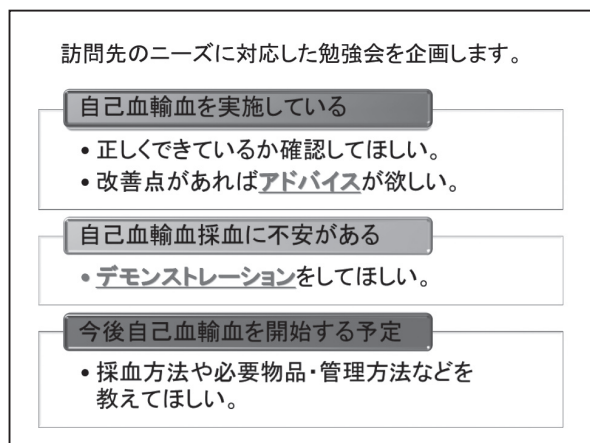 訪問先のニーズに対応した勉強会を企画します。
自己血輸血を実施している
• 正しくできているか確認してほしい。
• 改善点があればアドバイスが欲しい。
自己血輸血採血に不安がある
• デモンストレーションをしてほしい。
今後自己血輸血を開始する予定
• 採血方法や必要物品・管理方法などを
教えてほしい。